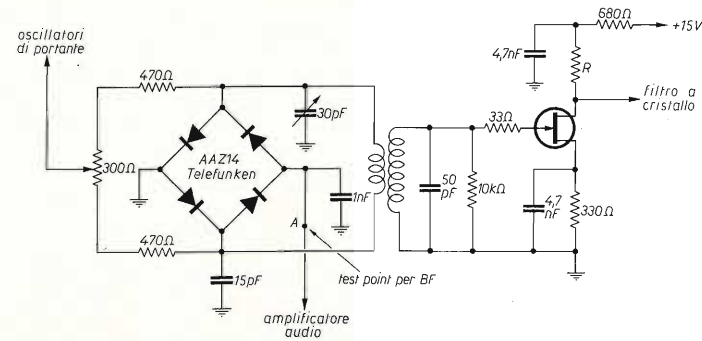 oscillatori
di portante
470Ω
300Ω
470Ω
AAZ14
Telefunken
30pF
1nF
15pF
A
test point per BF
amplificatore
audio
50
pF
10kΩ
33Ω
4,7nF
680Ω
+15V
R
filtro a
cristallo
4,7
nF
330Ω